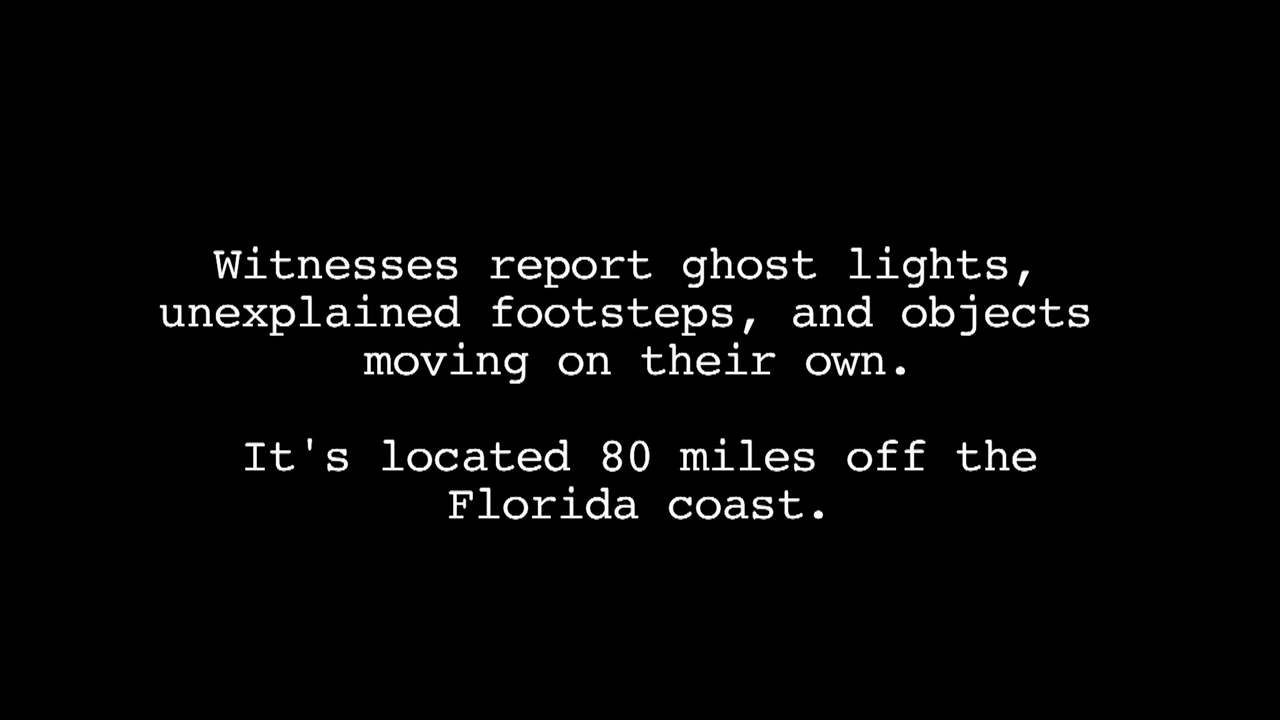 Witnesses report ghost lights,
unexplained footsteps, and objects
moving on their own.
It's located 80 miles off the
Florida coast.